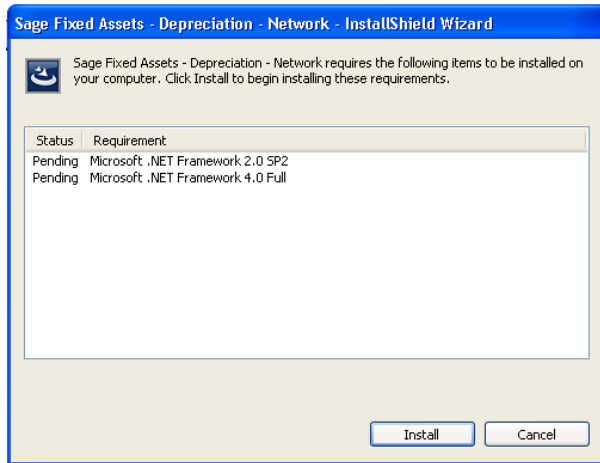 Sage Fixed Assets - Depreciation - Network - InstallShield Wizard
Sage Fixed Assets - Depreciation - Network requires the following items to be installed on
your computer. Click Install to begin installing these requirements.
Status Requirement
Pending Microsoft .NET Framework 2.0 SP2
Pending Microsoft .NET Framework 4.0 Full
Install Cancel